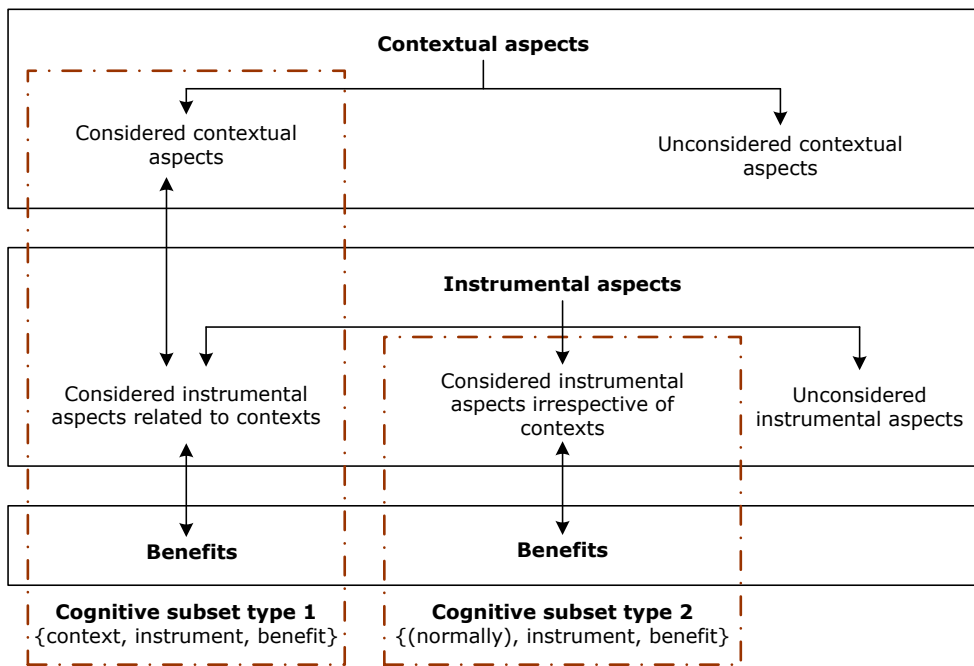 Contextual aspects
Considered contextual
aspects
Unconsidered contextual
aspects
Instrumental aspects
Considered instrumental
aspects related to contexts
Considered instrumental
aspects irrespective of
contexts
Unconsidered
instrumental aspects
Benefits
Benefits
Cognitive subset type 1
{context, instrument, benefit}
Cognitive subset type 2
{(normally), instrument, benefit}